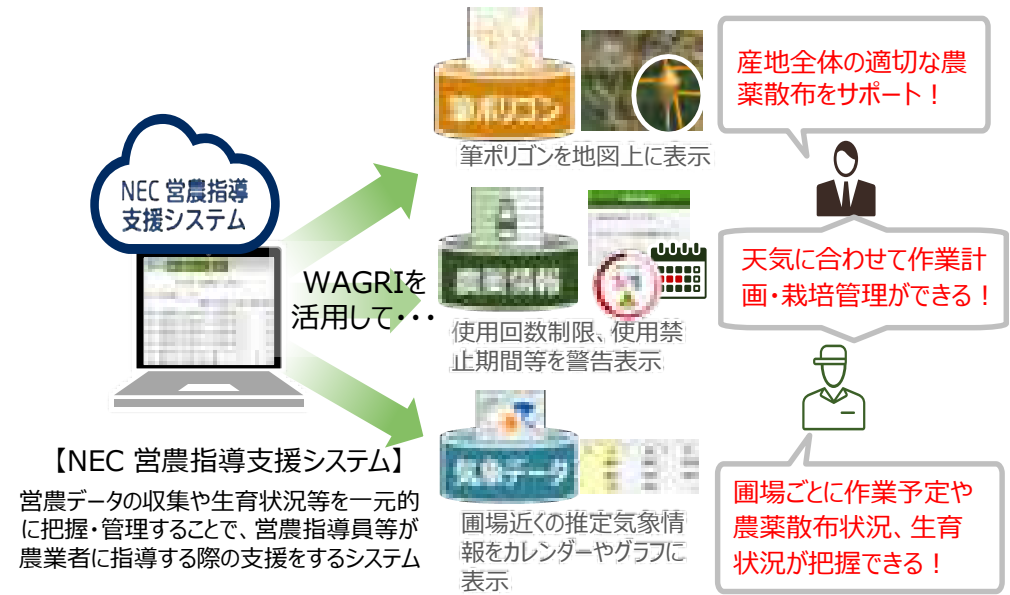 NEC 営農指導
支援システム
WAGRIを
活用して・・・
【NEC 営農指導支援システム】
営農データの収集や生育状況等を一元的
に把握・管理することで、営農指導員等が
農業者に指導する際の支援をするシステム
筆ポリゴン
筆ポリゴンを地図上に表示
農薬情報
使用回数制限、使用禁
止期間等を警告表示
気象データ
圃場近くの推定気象情
報をカレンダーやグラフに
表示
産地全体の適切な農
薬散布をサポート！
天気に合わせて作業計
画・栽培管理ができる！
圃場ごとに作業予定や
農薬散布状況、生育
状況が把握できる！